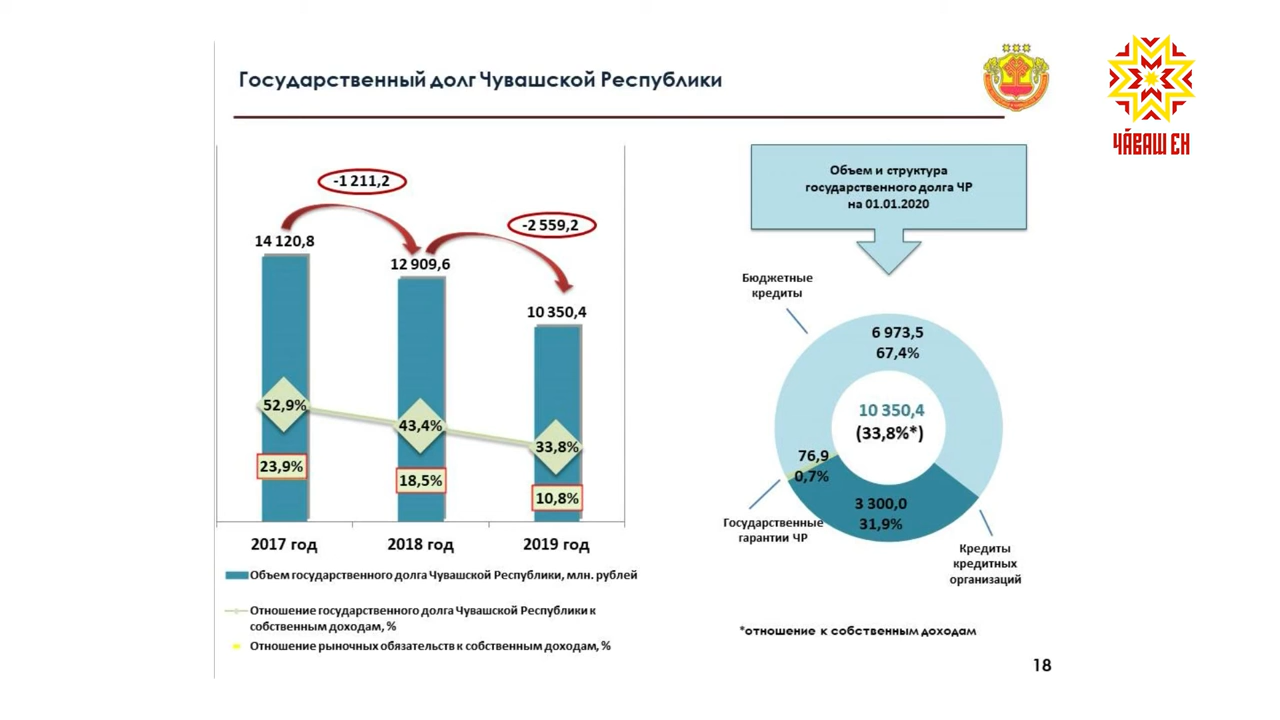 Государственный долг Чувашской Республики
ЧӐВАШ ЕН
-1 211,2
-2 559,2
14 120,8
12 909,6
10 350,4
52,9%
43,4%
33,8%
23,9%
18,5%
10,8%
2017 год
2018 год
2019 год
Объем государственного долга Чувашской Республики, млн. рублей
Отношение государственного долга Чувашской Республики к
собственным доходам, %
Отношение рыночных обязательств к собственным доходам, %
Объем и структура
государственного долга ЧР
на 01.01.2020
Бюджетные
кредиты
6 973,5
67,4%
10 350,4
(33,8%*)
76,9
0,7%
3 300,0
31,9%
Государственные
гарантии ЧР
Кредиты
кредитных
организаций
*отношение к собственным доходам
18